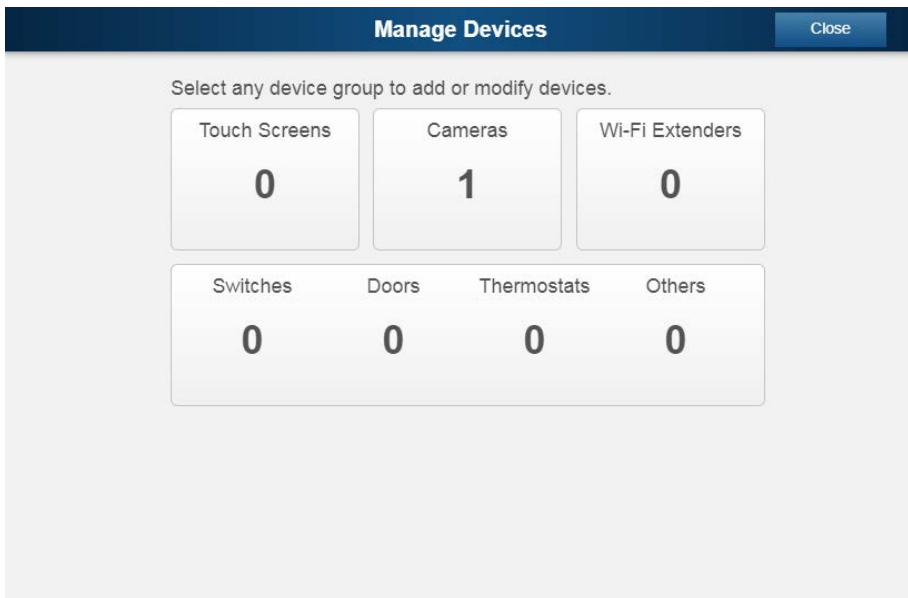 Manage Devices Close
Select any device group to add or modify devices.
Touch Screens Cameras Wi-Fi Extenders
0 1 0
Switches Doors Thermostats Others
0 0 0 0